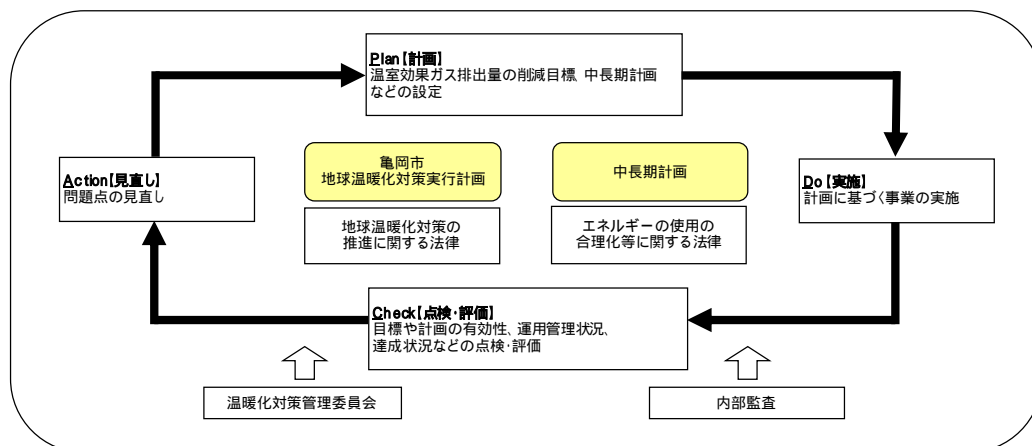 Plan【計画】
温室効果ガス排出量の削減目標、中長期計画
などの設定
Action【見直し】
問題点の見直し
亀岡市
地球温暖化対策実行計画
中長期計画
Do【実施】
計画に基づく事業の実施
地球温暖化対策の
推進に関する法律
エネルギーの使用の
合理化等に関する法律
Check【点検・評価】
目標や計画の有効性、運用管理状況、
達成状況などの点検・評価
温暖化対策管理委員会
内部監査